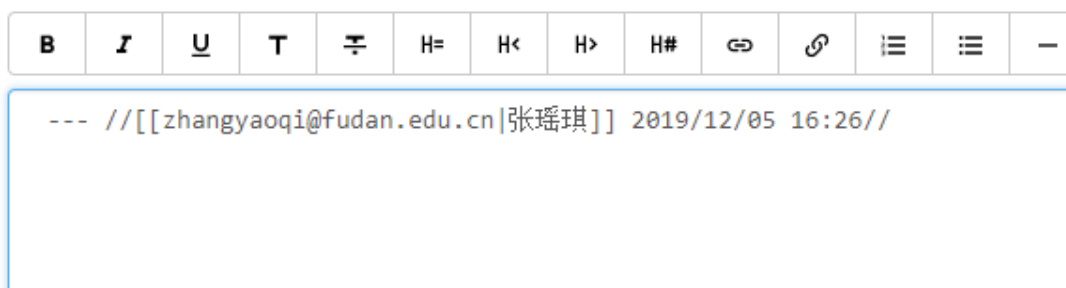 B I U T T H= H< H> H#
--- //[[zhangyaoqi@fudan.edu.cn|张瑶琪]] 2019/12/05 16:26//